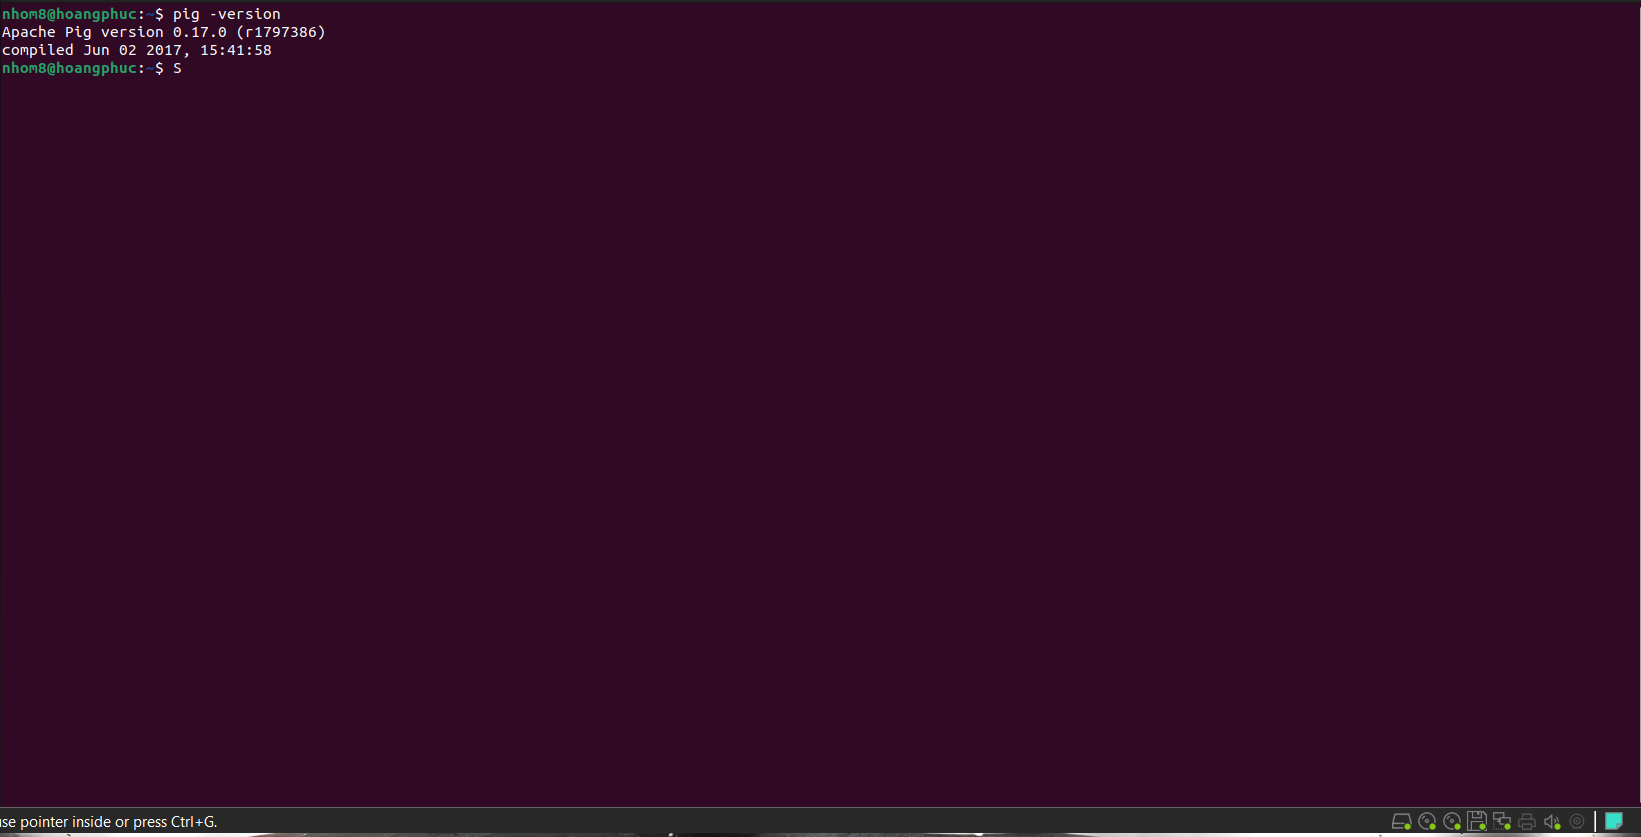 nhom8@hoangphuc:~$ pig -version
Apache Pig version 0.17.0 (r1797386)
compiled Jun 02 2017, 15:41:58
nhom8@hoangphuc:~$ S
use pointer inside or press Ctrl+G.